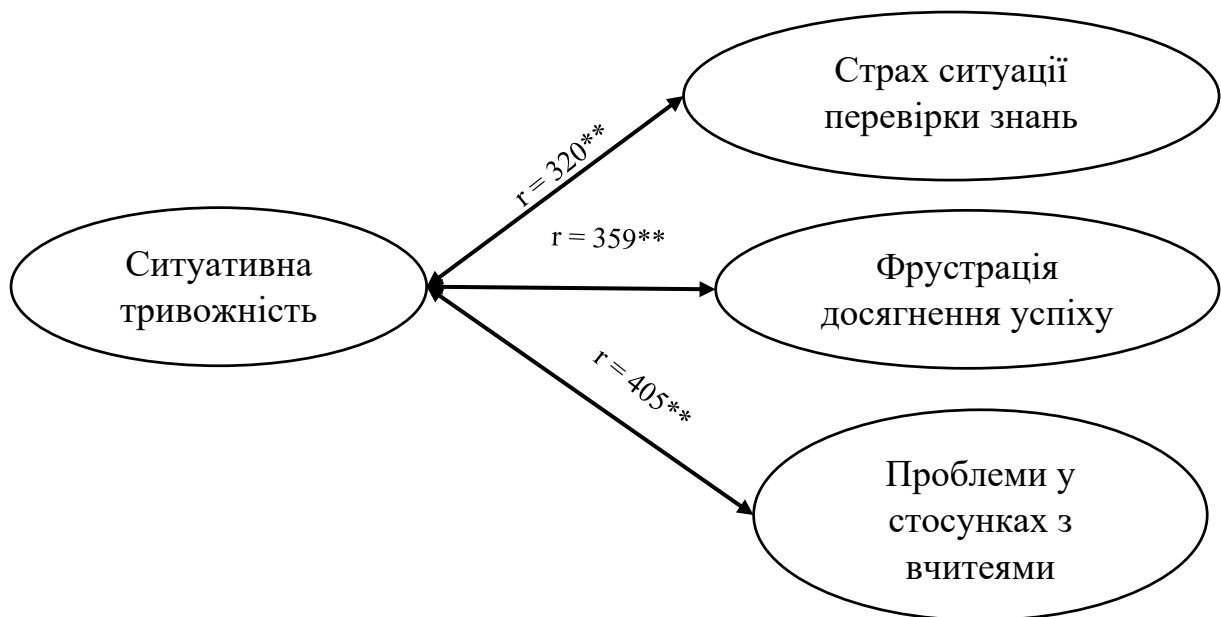 Страх ситуації
перевірки знань
r = 320**
r = 359**
Ситуативна
тривожність
Фрустрація
досягнення успіху
r = 405**
Проблеми у
стосунках з
вчитеями